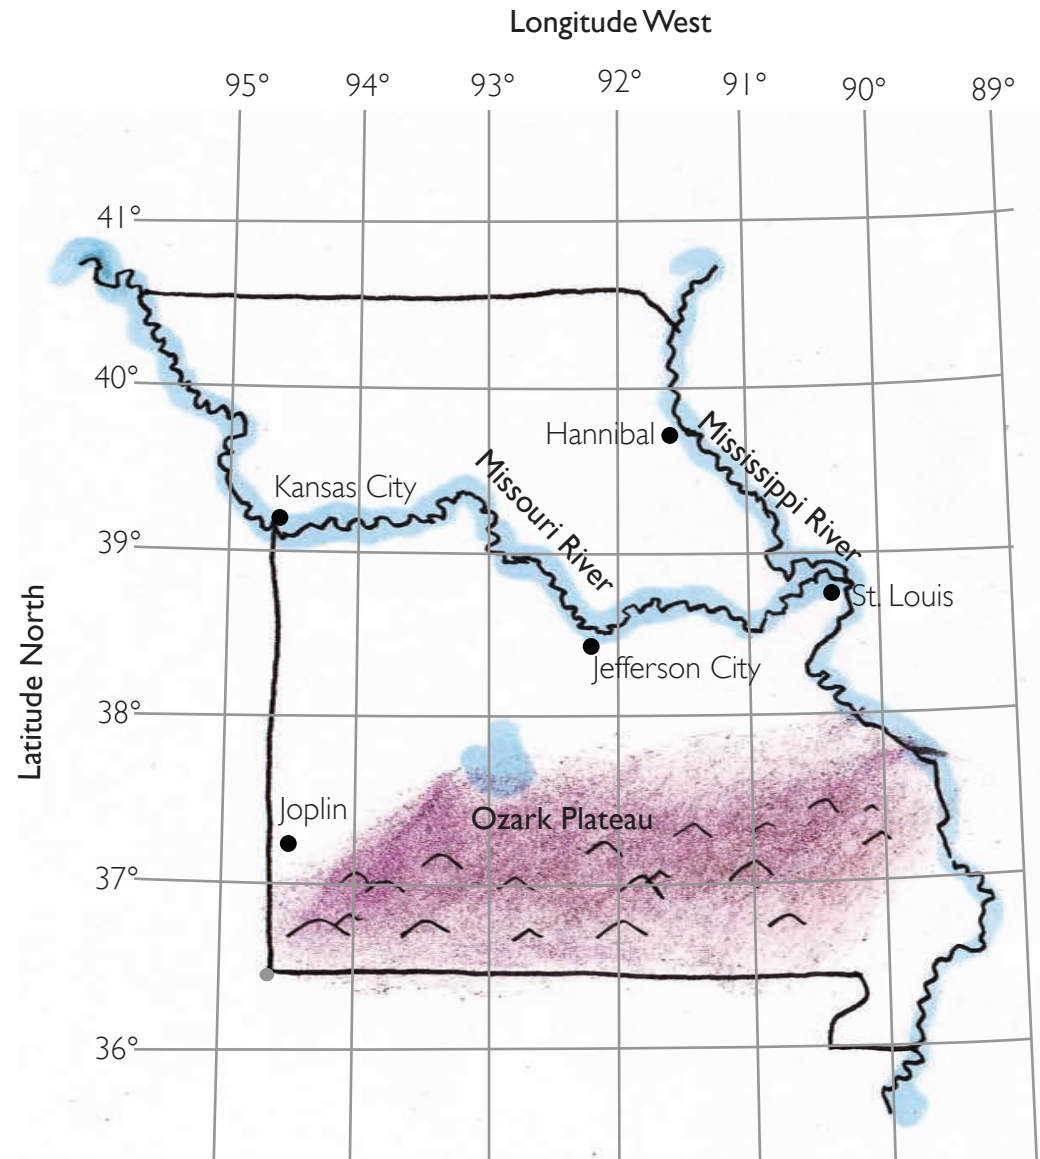 Longitude West
95° 94° 93° 92° 91° 90° 89°
41°
40°
Hannibal
Mississippi River
Missouri River
Kansas City
39°
St. Louis
Latitude North
Jefferson City
38°
Joplin
Ozark Plateau
37°
36°